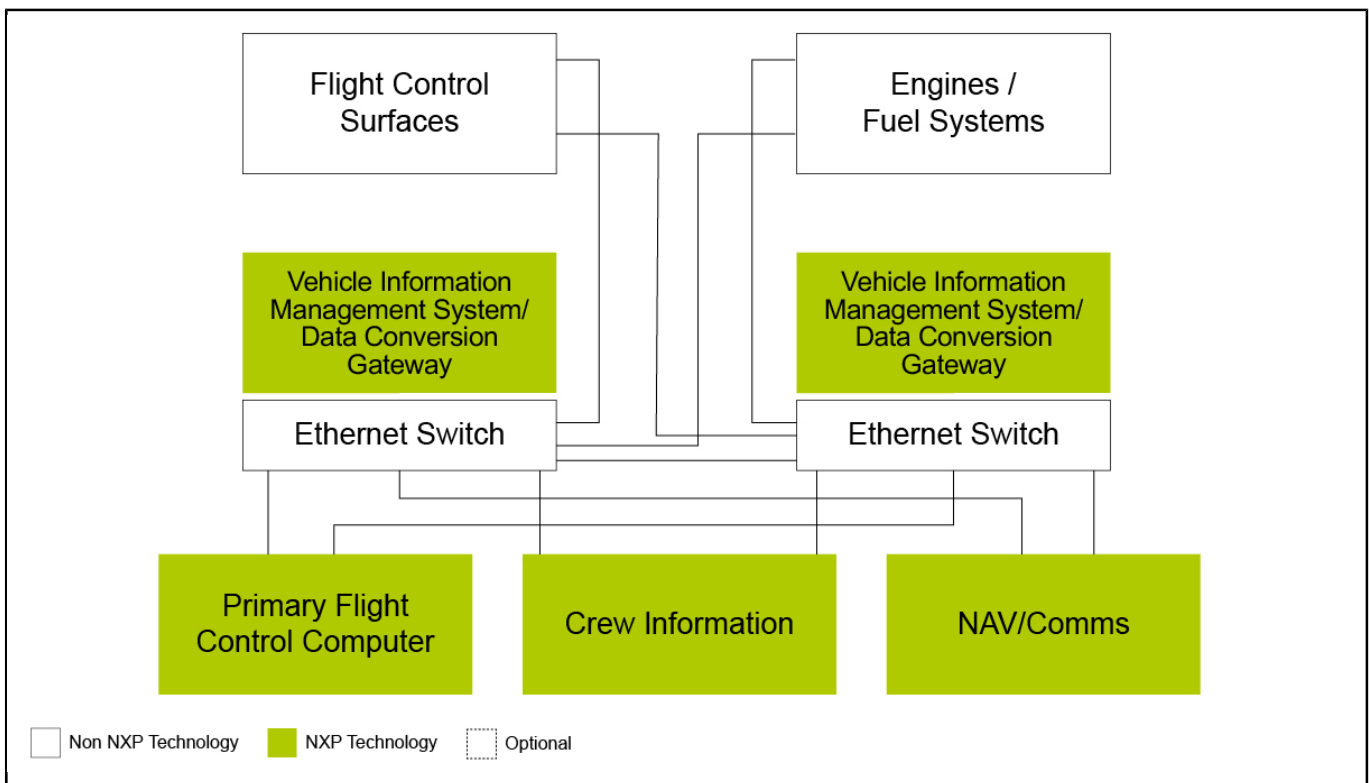 Flight Control
Surfaces
Engines /
Fuel Systems
Vehicle Information
Management System/
Data Conversion
Gateway
Vehicle Information
Management System/
Data Conversion
Gateway
Ethernet Switch
Ethernet Switch
Primary Flight
Control Computer
Crew Information
NAV/Comms
Non NXP Technology
NXP Technology
Optional